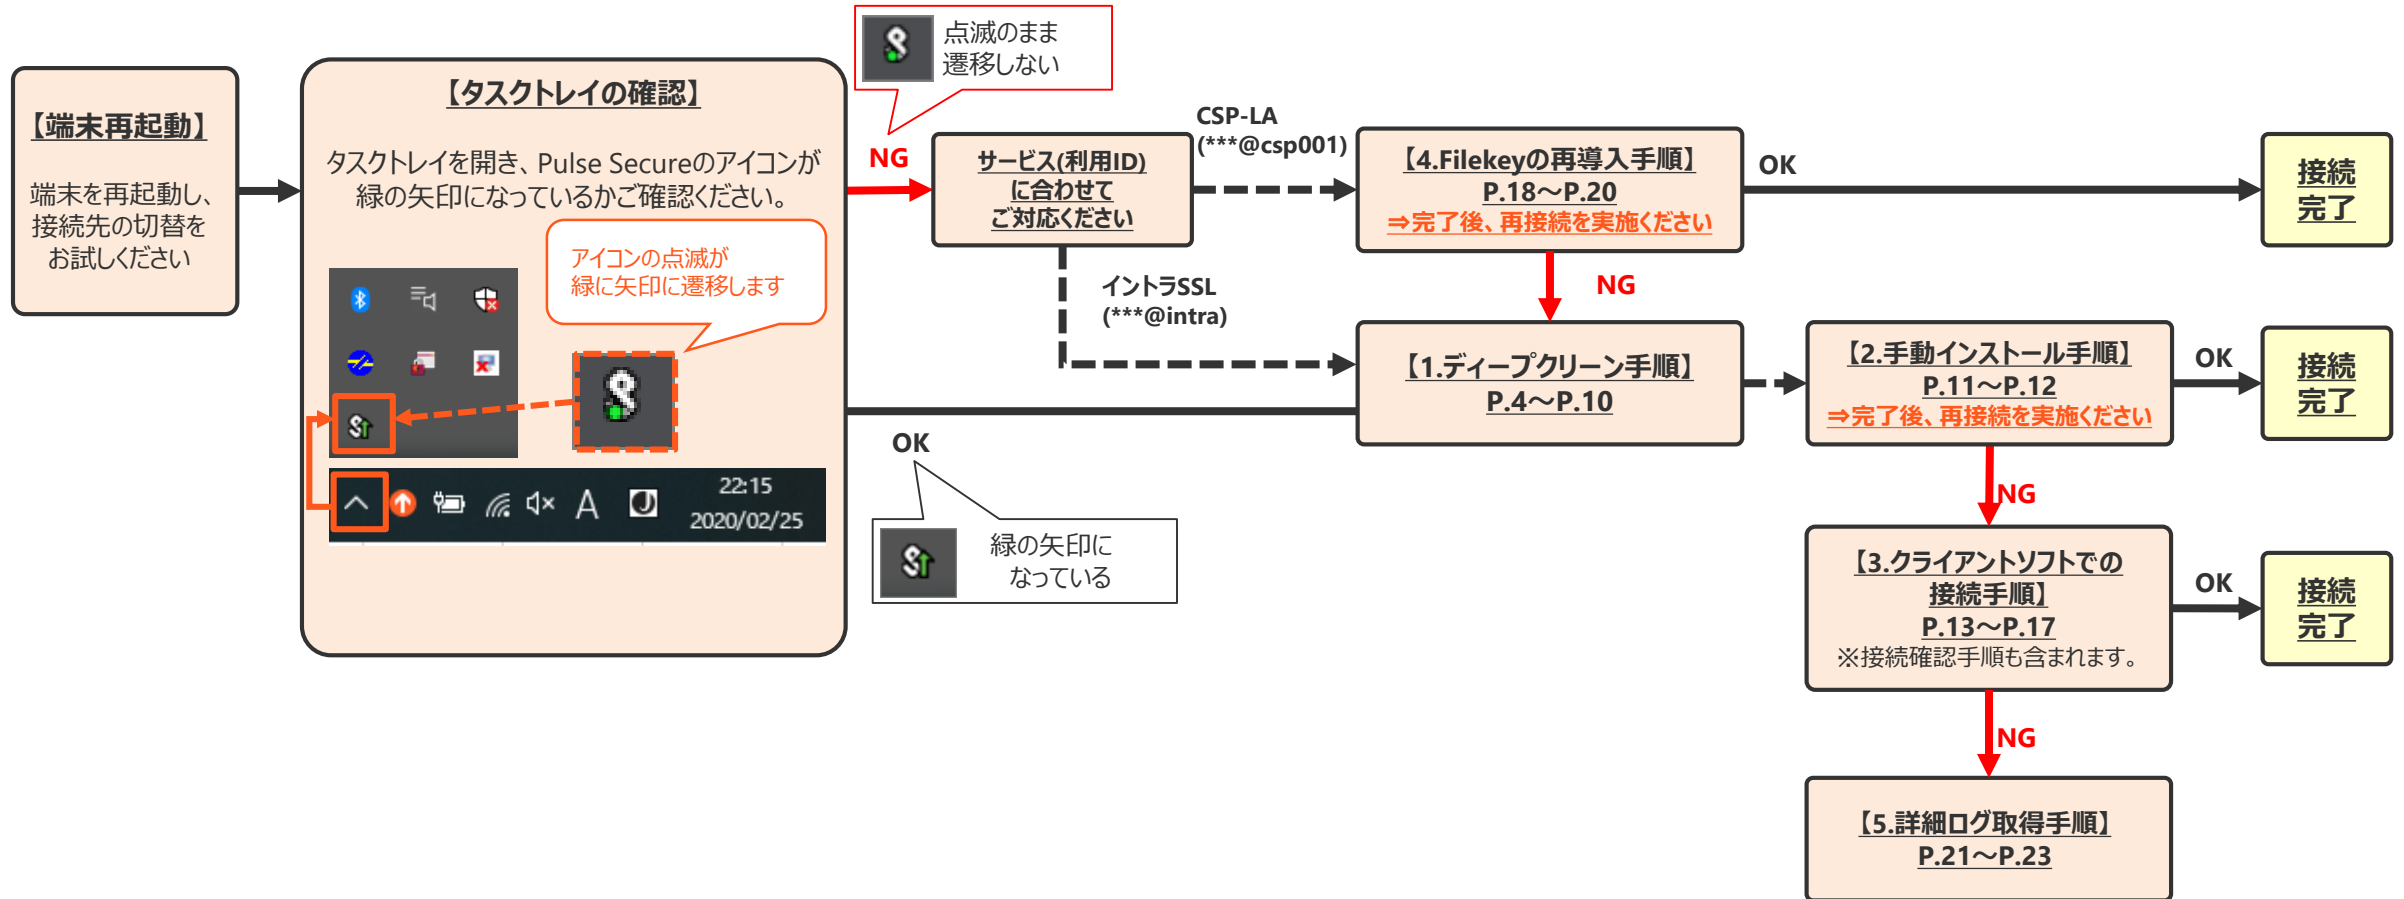 【端末再起動】
端末を再起動し、
接続先の切替を
お試しください
【タスクトレイの確認】
タスクトレイを開き、Pulse Secureのアイコンが
緑の矢印になっているかご確認ください。
アイコンの点滅が
緑に矢印に遷移します
A
22:15
2020/02/25
点滅のまま
遷移しない
NG
サービス(利用ID)
に合わせて
ご対応ください
CSP-LA
(***@csp001)
イントラSSL
(***@intra)
【4.Filekeyの再導入手順】
P.18～P.20
⇒完了後、再接続を実施ください
OK
接続
完了
NG
【1.ディープクリーン手順】
P.4～P.10
OK
緑の矢印に
なっている
【2.手動インストール手順】
P.11～P.12
⇒完了後、再接続を実施ください
OK
接続
完了
NG
【3.クライアントソフトでの
接続手順】
P.13～P.17
※接続確認手順も含まれます。
OK
接続
完了
NG
【5.詳細ログ取得手順】
P.21～P.23